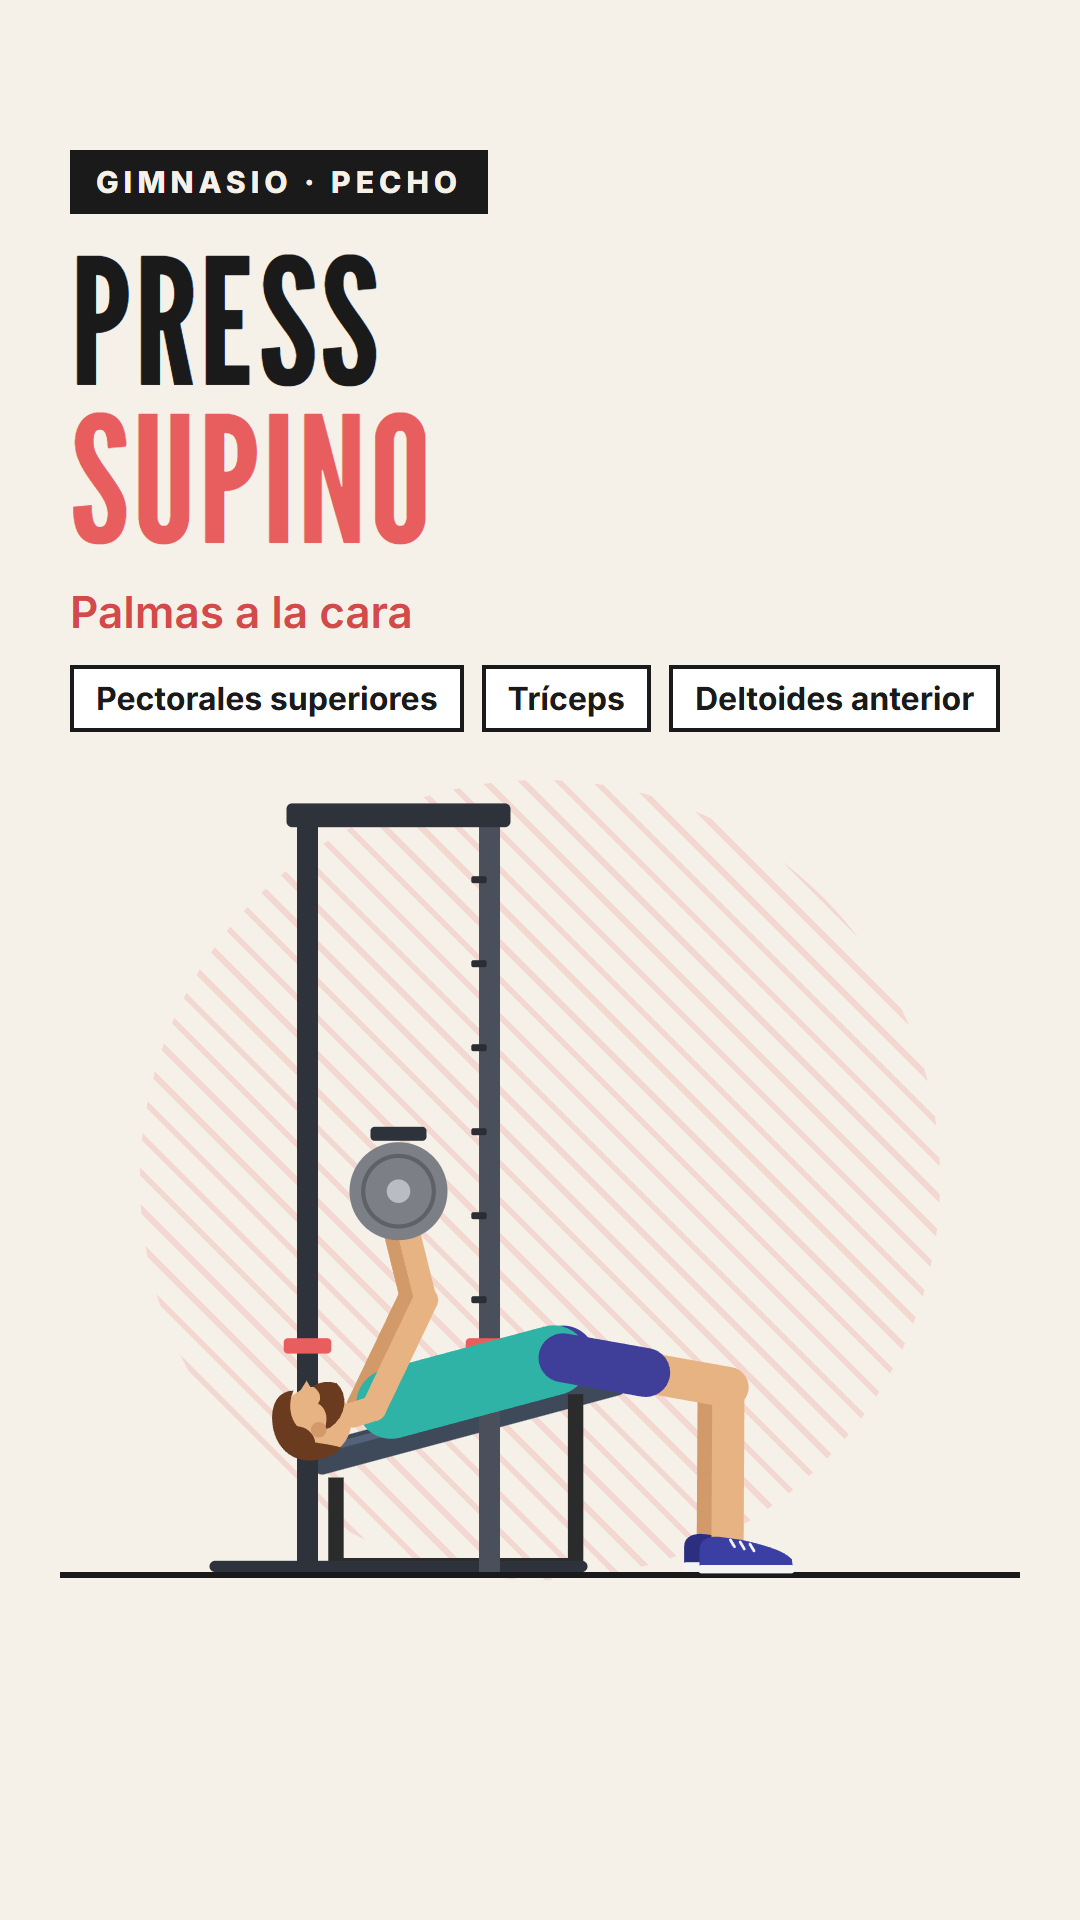 GIMNASIO · PECHO
PRESS
SUPINO
Palmas a la cara
Pectorales superiores
Tríceps
Deltoides anterior